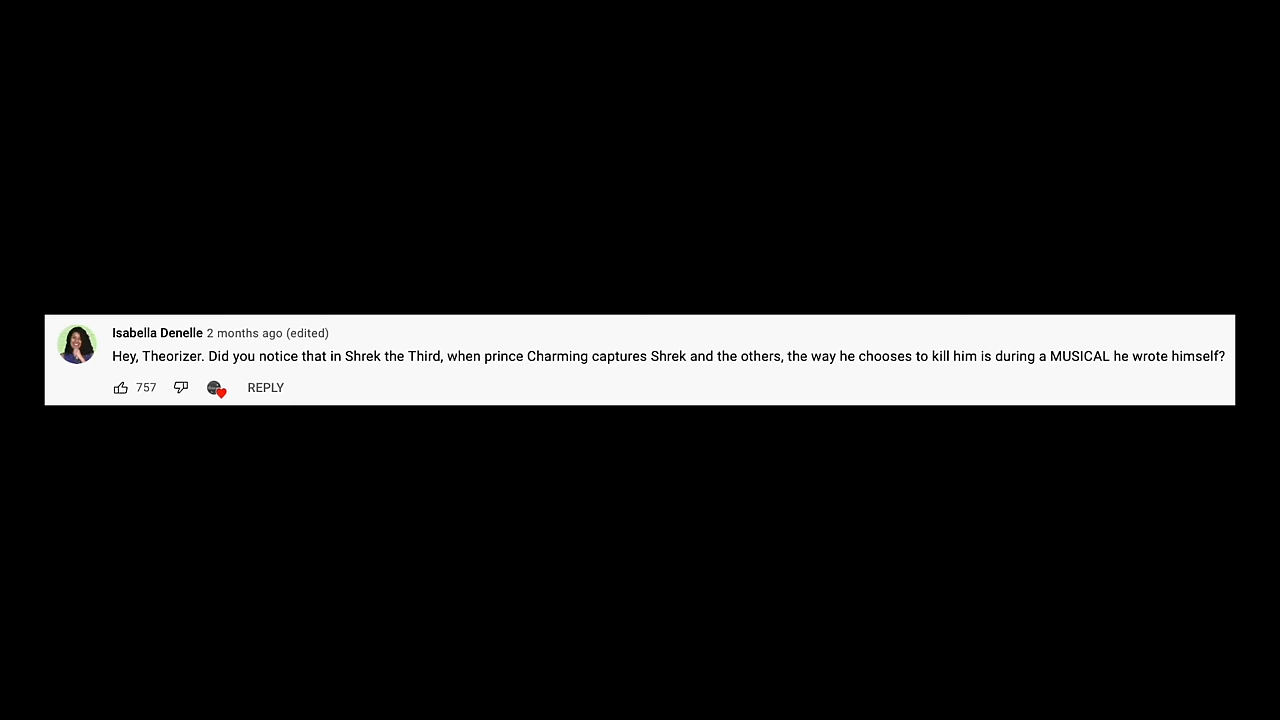 Isabella Denelle 2 months ago (edited)
Hey, Theorizer. Did you notice that in Shrek the Third, when prince Charming captures Shrek and the others, the way he chooses to kill him is during a MUSICAL he wrote himself?
757 REPLY